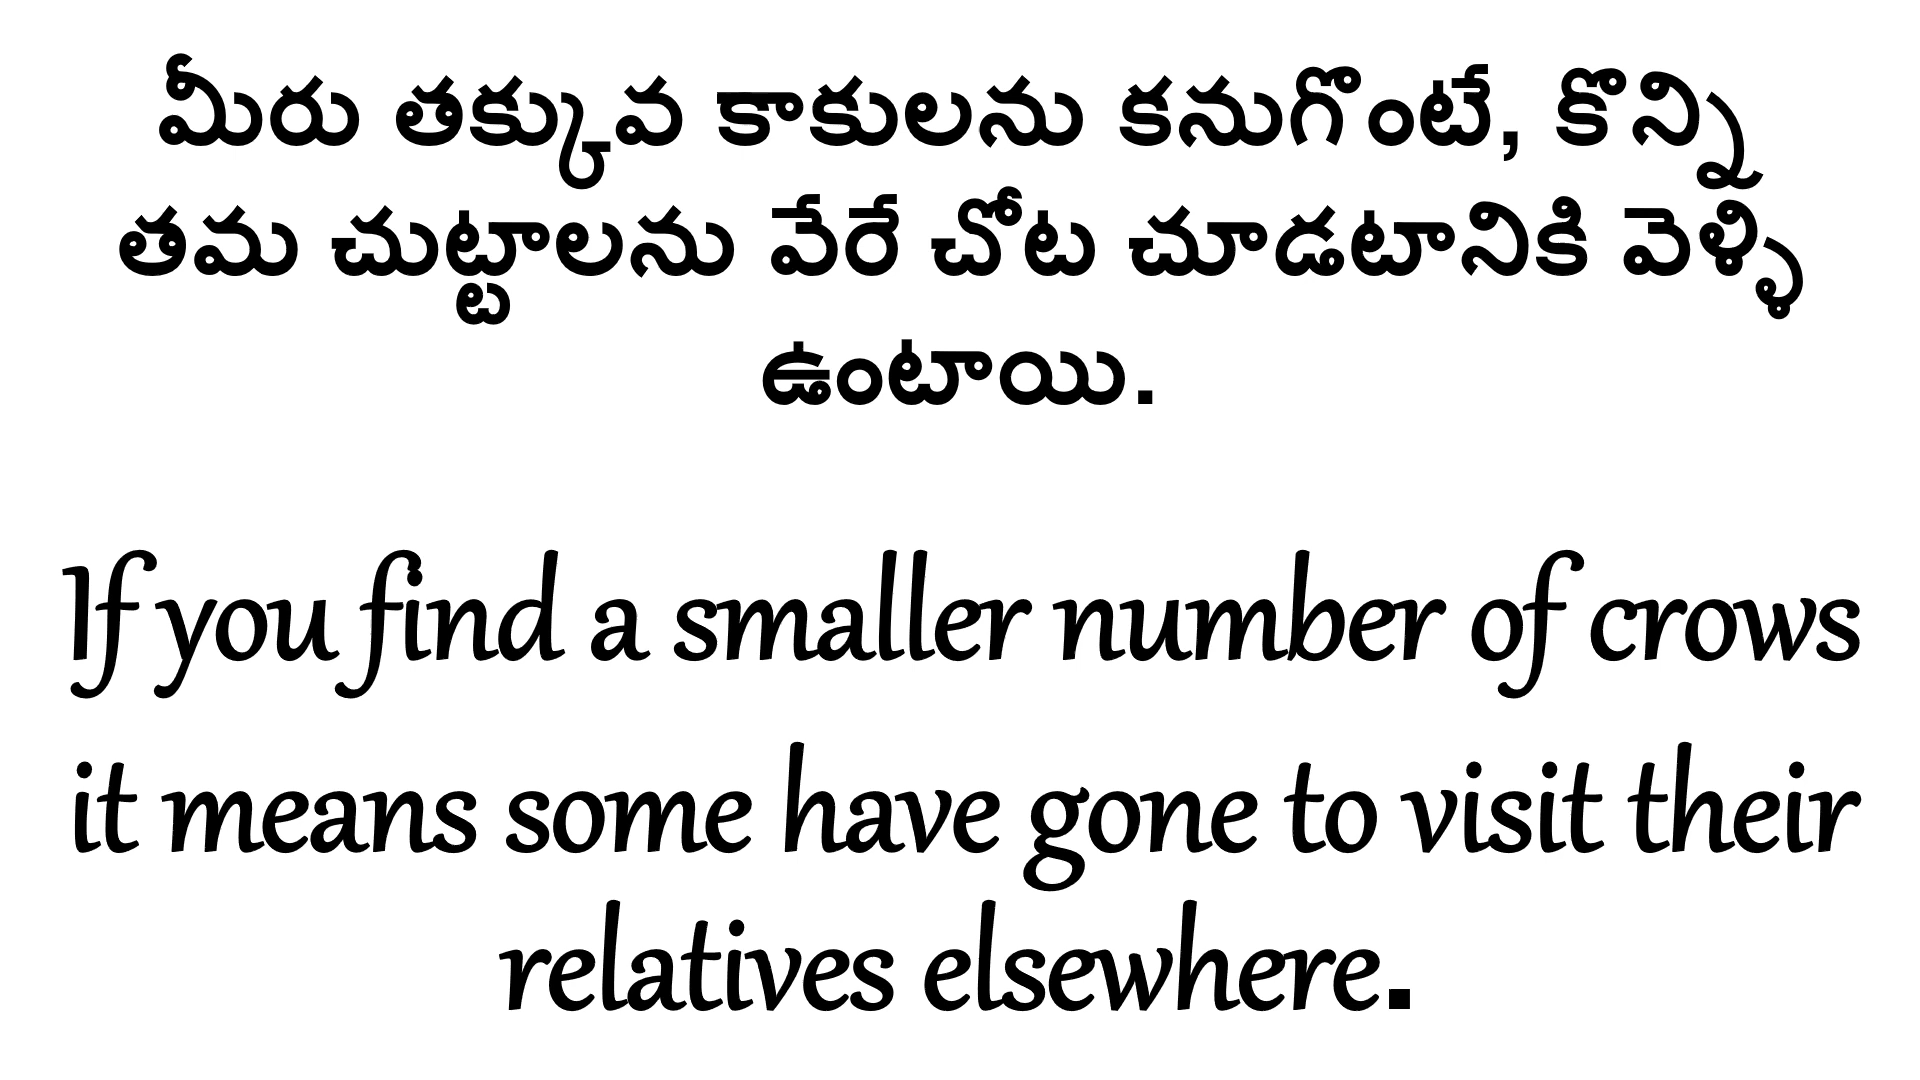 మీరు తక్కువ కాకులను కనుగొంటే, కొన్ని
తమ చుట్టాలను వేరే చోట చూడటానికి వెళ్ళి
ఉంటాయి.
If you find a smaller number of crows
it means some have gone to visit their
relatives elsewhere.